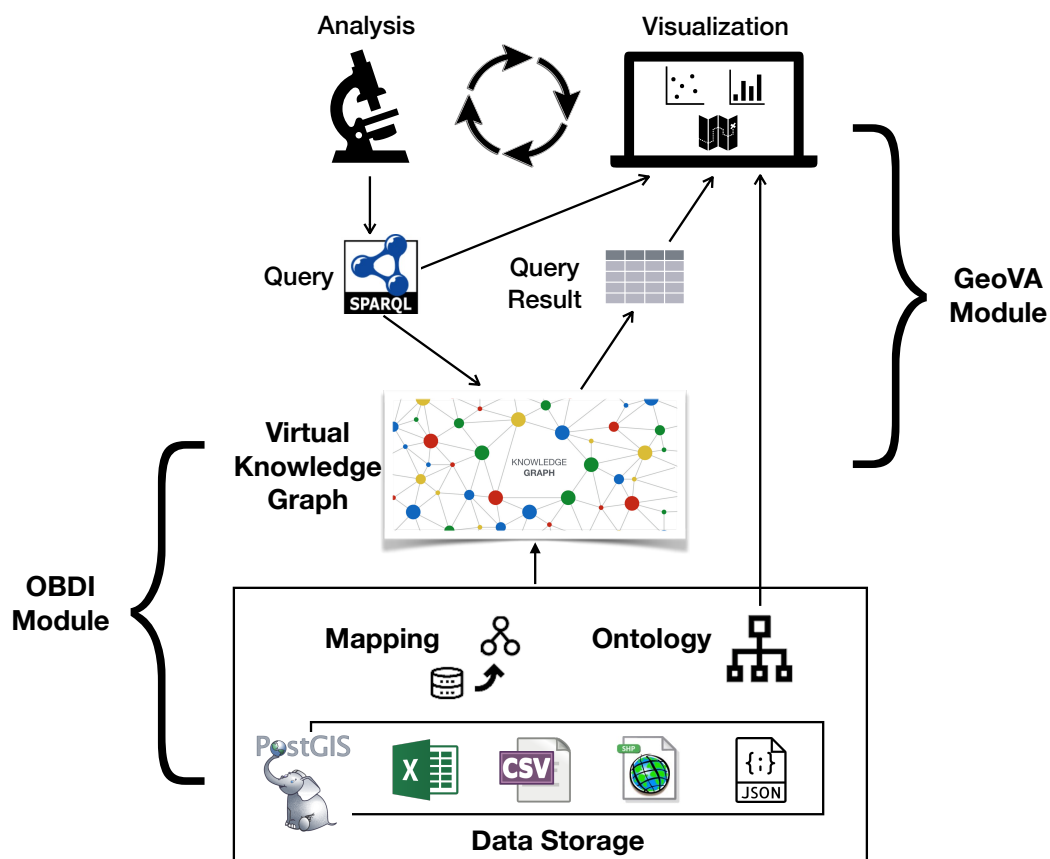 Analysis
Visualization
Query
SPARQL
Query
Result
GeoVA
Module
Virtual
Knowledge
Graph
KNOWLEDGE
GRAPH
OBDI
Module
Mapping
Ontology
PostGIS
X
CSV
SHP
{;}
JSON
Data Storage